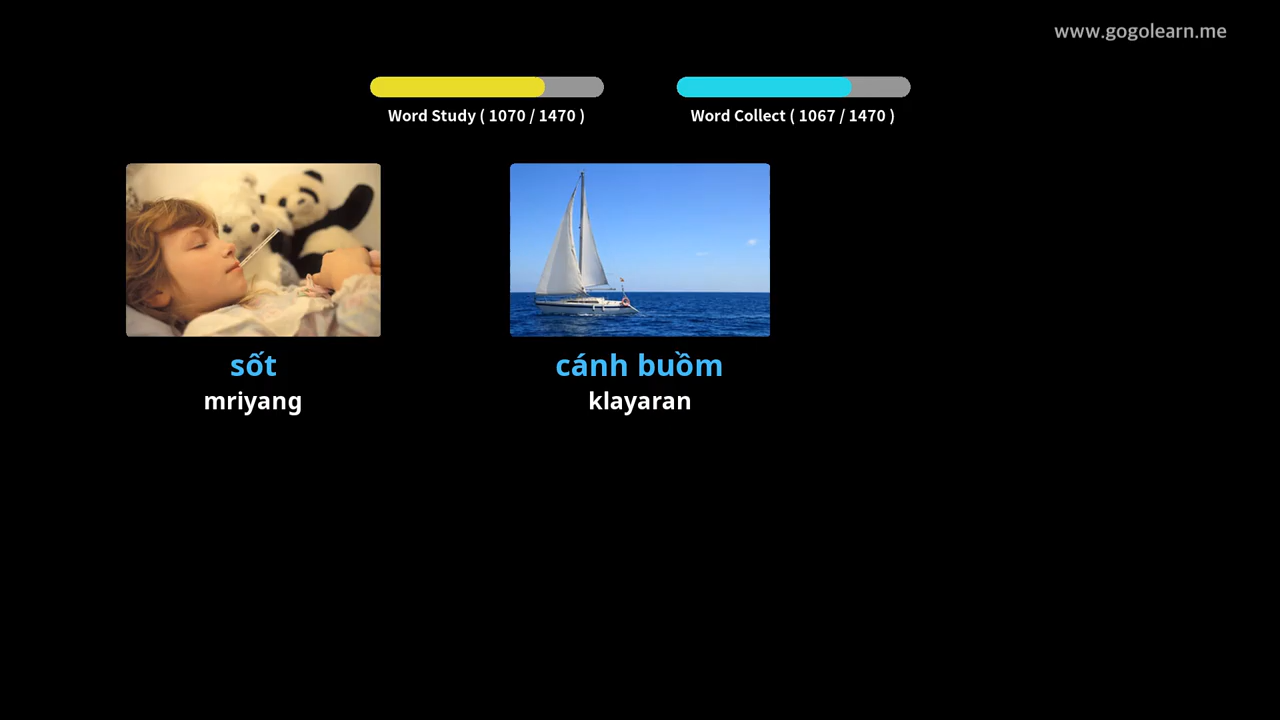 www.gogolearn.me
Word Study ( 1070 / 1470 )
Word Collect ( 1067 / 1470 )
sốt
mriyang
cánh buồm
klayaran